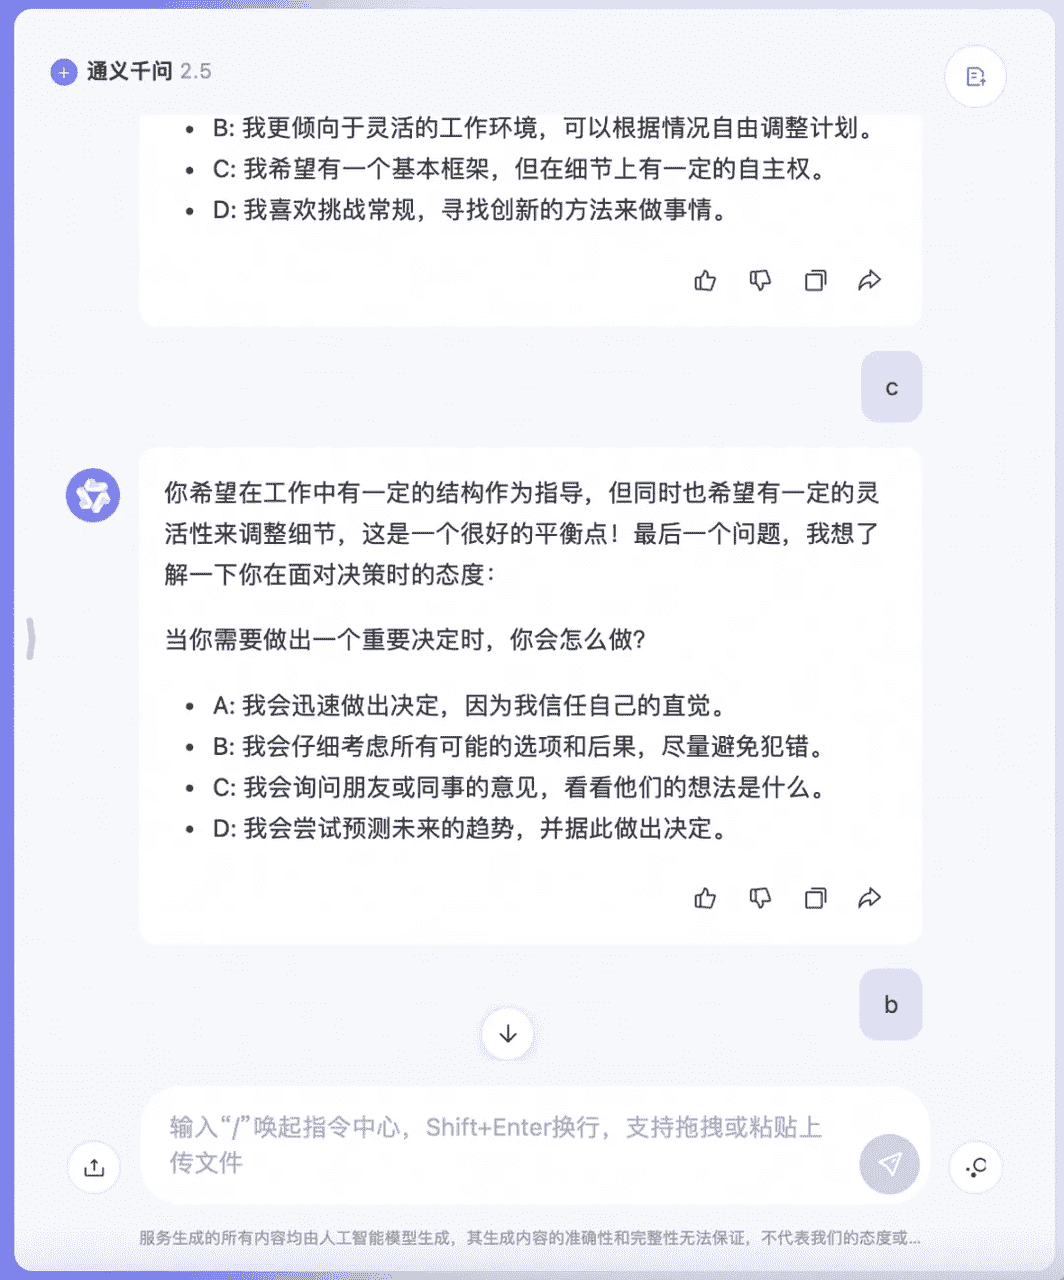 通义千问 2.5
B: 我更倾向于灵活的工作环境，可以根据情况自由调整计划。
C: 我希望有一个基本框架，但在细节上有一定的自主权。
D: 我喜欢挑战常规，寻找创新的方法来做事情。
c
你希望在工作中有一定的结构作为指导，但同时也希望有一定的灵
活性来调整细节，这是一个很好的平衡点！最后一个问题，我想了
解一下你在面对决策时的态度：
当你需要做出一个重要决定时，你会怎么做？
A: 我会迅速做出决定，因为我信任自己的直觉。
B: 我会仔细考虑所有可能的选项和后果，尽量避免犯错。
C: 我会询问朋友或同事的意见，看看他们的想法是什么。
D: 我会尝试预测未来的趋势，并据此做出决定。
b
输入“/”唤起指令中心，Shift+Enter换行，支持拖拽或粘贴上
传文件
服务生成的所有内容均由人工智能模型生成，其生成内容的准确性和完整性无法保证，不代表我们的态度或...